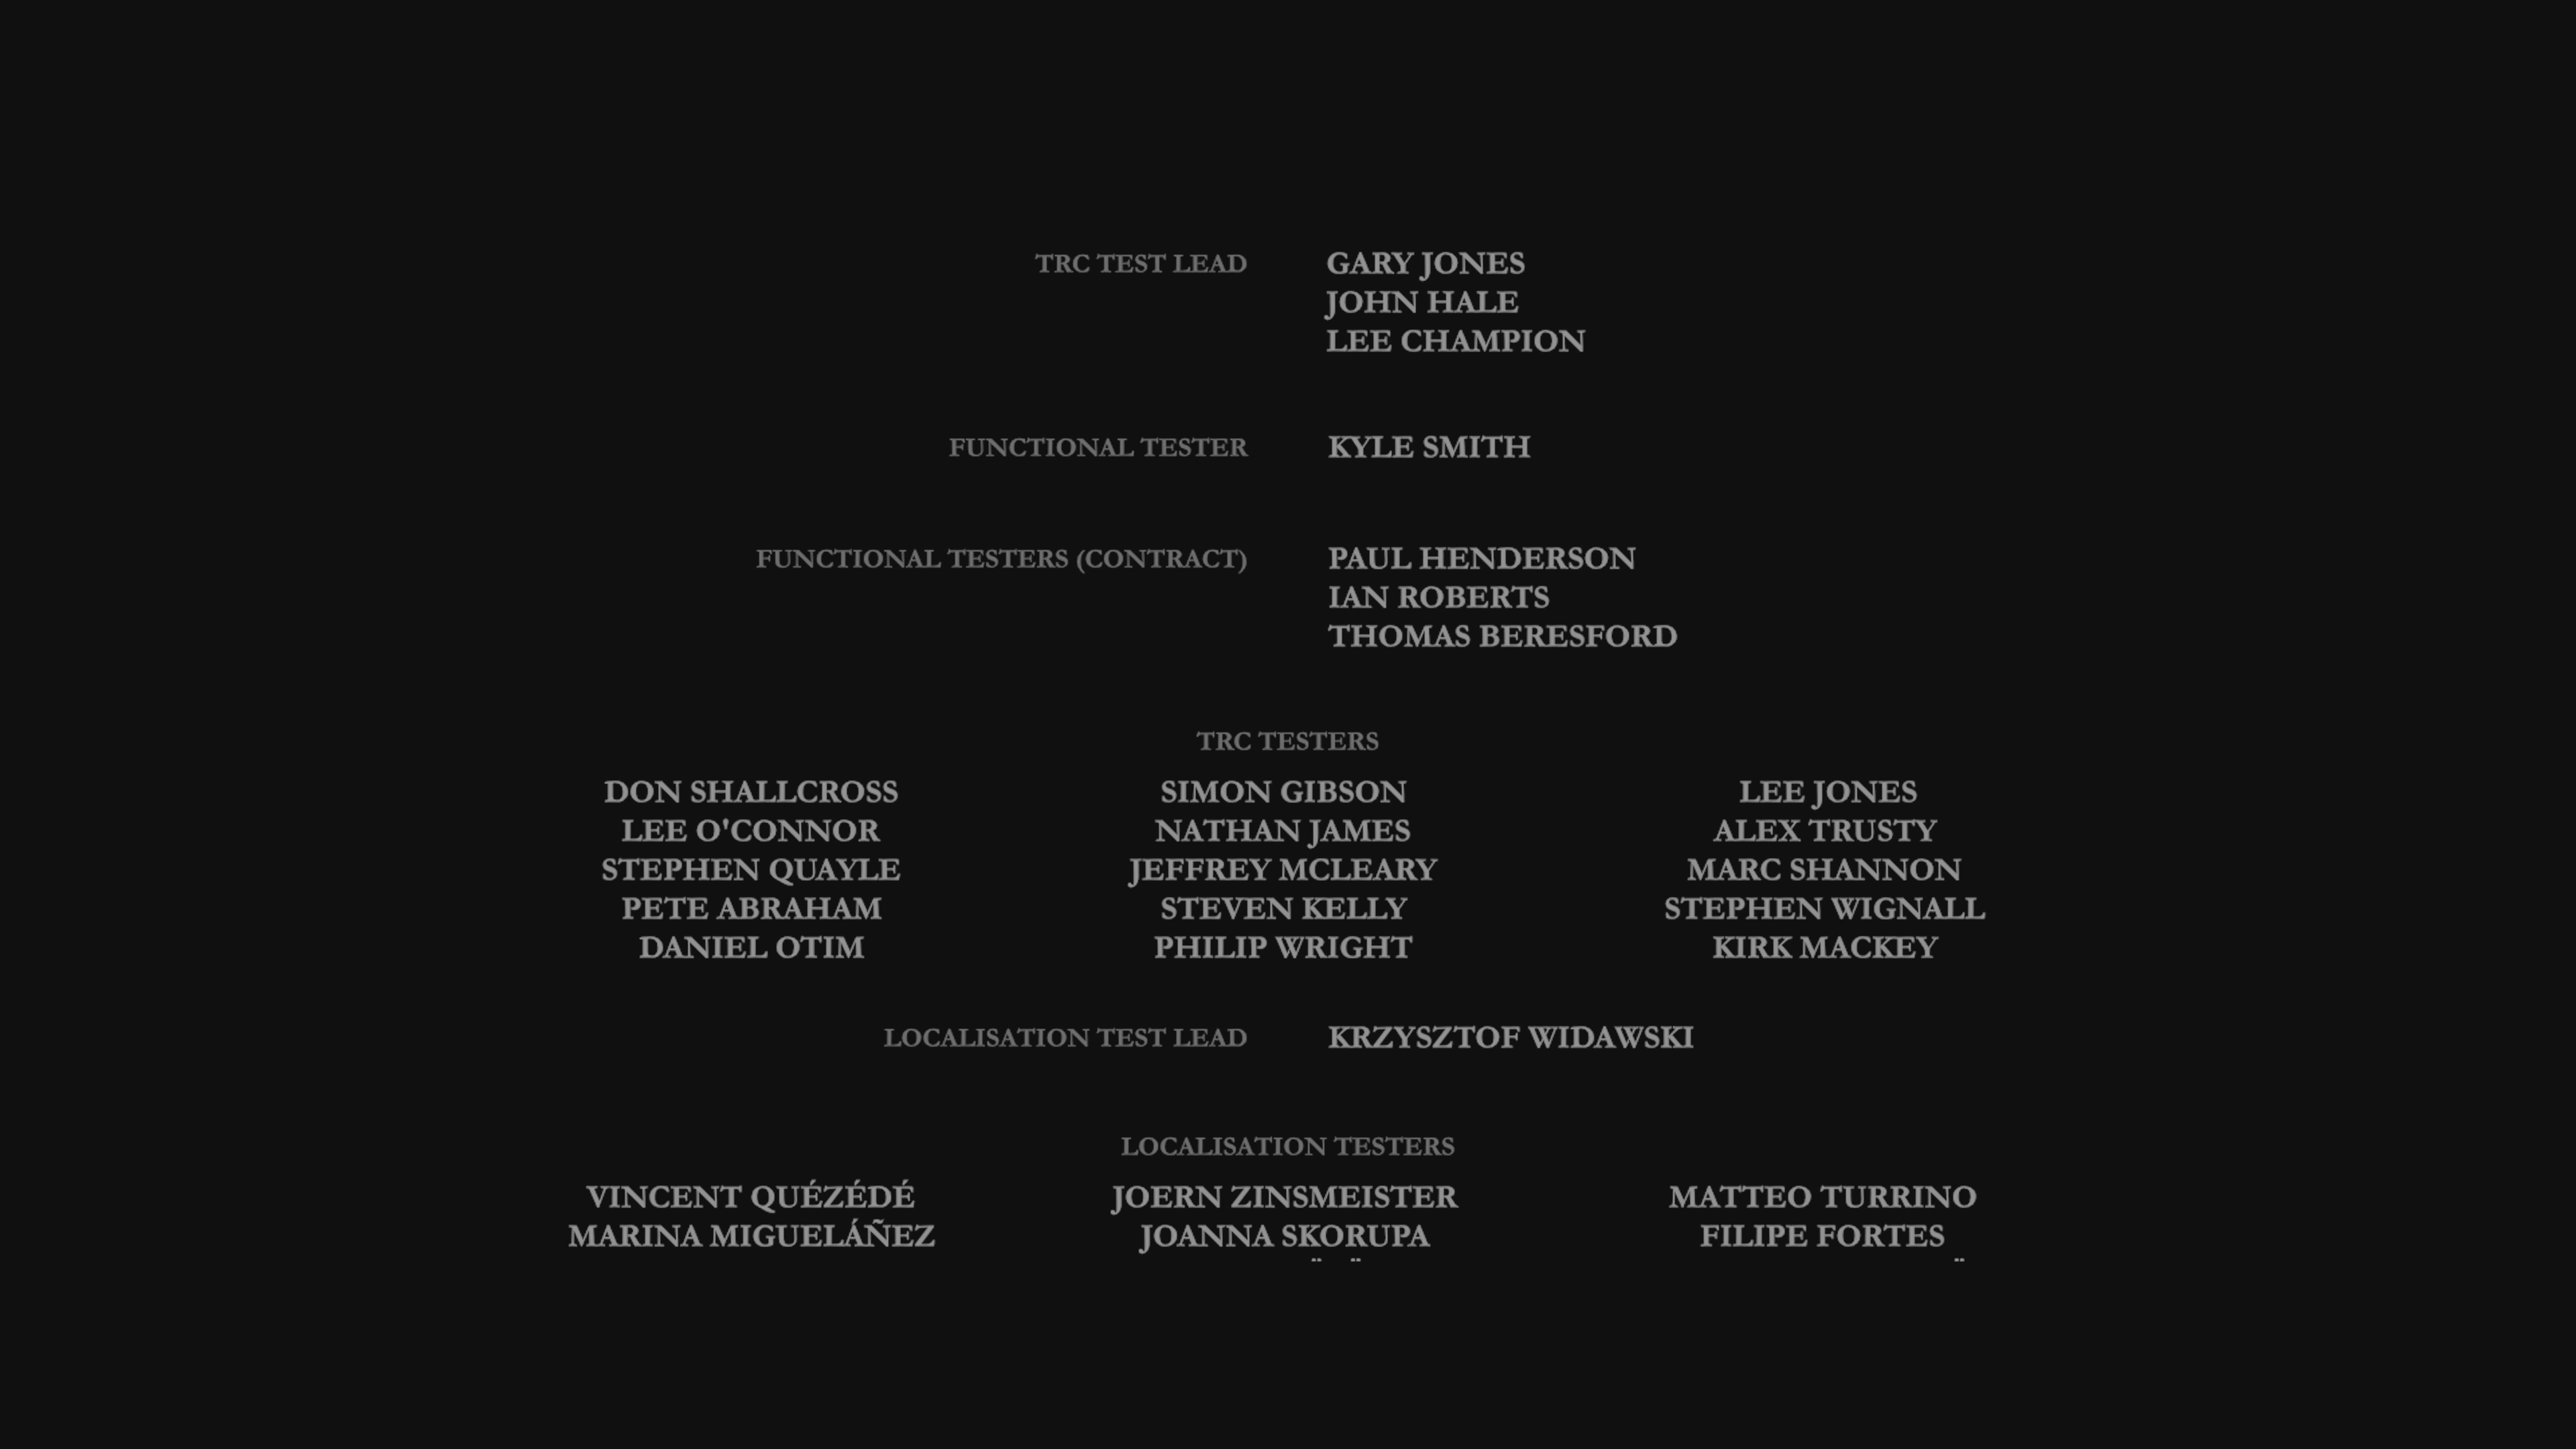 TRC TEST LEAD GARY JONES
JOHN HALE
LEE CHAMPION
FUNCTIONAL TESTER KYLE SMITH
FUNCTIONAL TESTERS (CONTRACT) PAUL HENDERSON
IAN ROBERTS
THOMAS BERESFORD
TRC TESTERS
DON SHALLCROSS SIMON GIBSON LEE JONES
LEE O'CONNOR NATHAN JAMES ALEX TRUSTY
STEPHEN QUAYLE JEFFREY MCLEARY MARC SHANNON
PETE ABRAHAM STEVEN KELLY STEPHEN WIGNALL
DANIEL OTIM PHILIP WRIGHT KIRK MACKEY
LOCALISATION TEST LEAD KRZYSZTOF WIDAWSKI
LOCALISATION TESTERS
VINCENT QUÉZÉDÉ JOERN ZINSMEISTER MATTEO TURRINO
MARINA MIGUELÁÑEZ JOANNA SKORUPA FILIPE FORTES